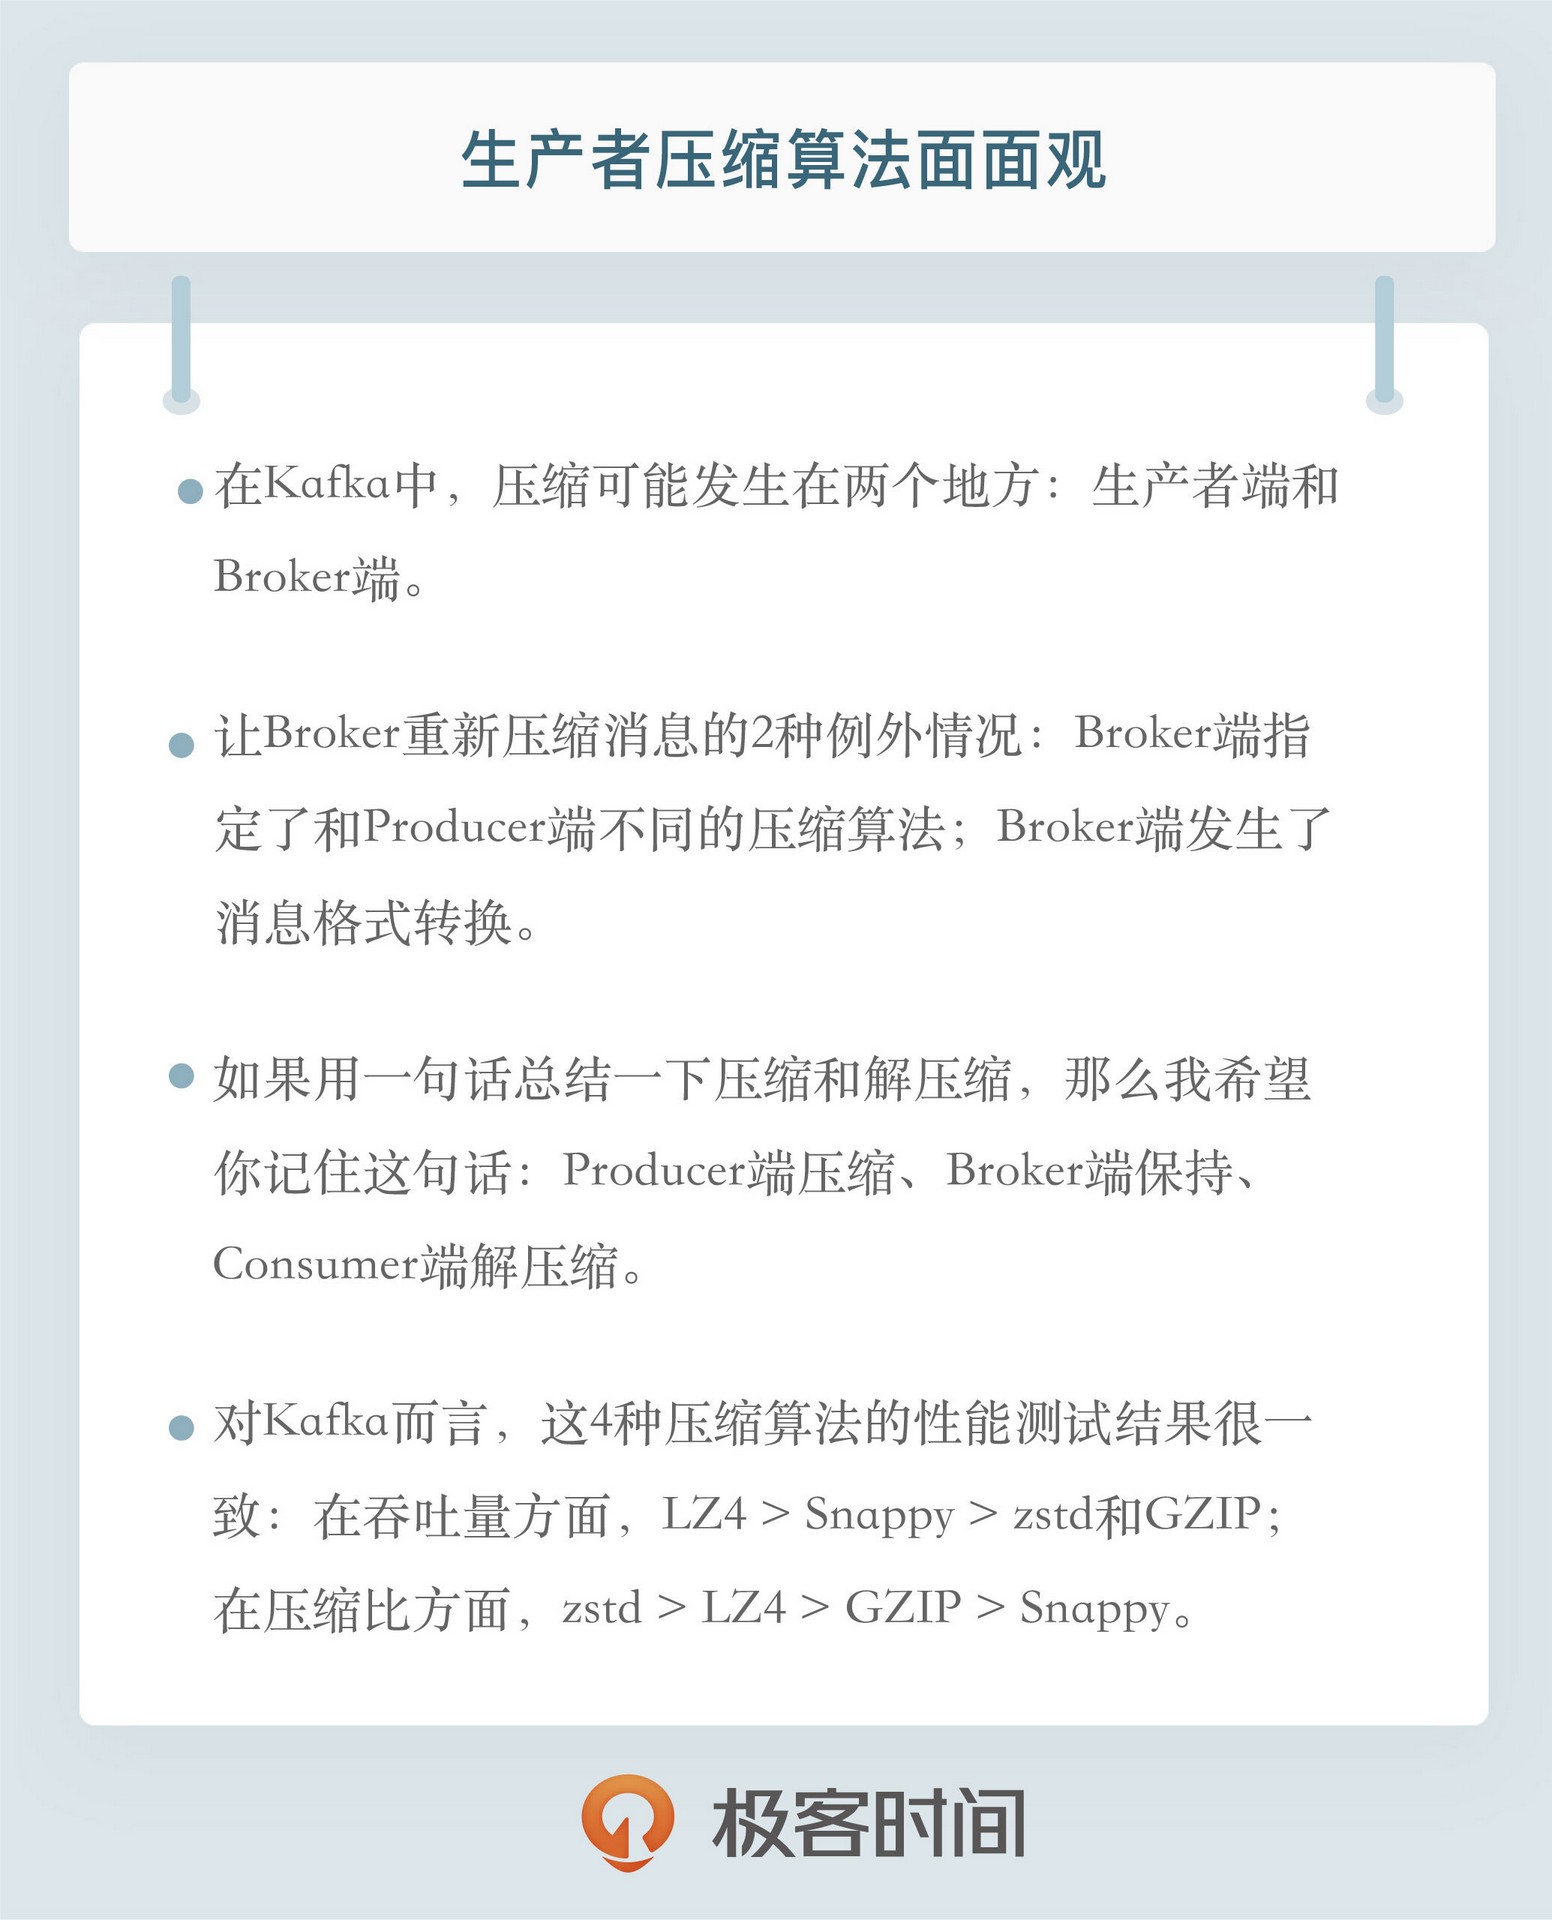 生产者压缩算法面面观
在Kafka中，压缩可能发生在两个地方：生产者端和
Broker端。
让Broker重新压缩消息的2种例外情况：Broker端指
定了和Producer端不同的压缩算法；Broker端发生了
消息格式转换。
如果用一句话总结一下压缩和解压缩，那么我希望
你记住这句话：Producer端压缩、Broker端保持、
Consumer端解压缩。
对Kafka而言，这4种压缩算法的性能测试结果很一
致：在吞吐量方面，LZ4 > Snappy > zstd和GZIP；
在压缩比方面，zstd > LZ4 > GZIP > Snappy。
极客时间